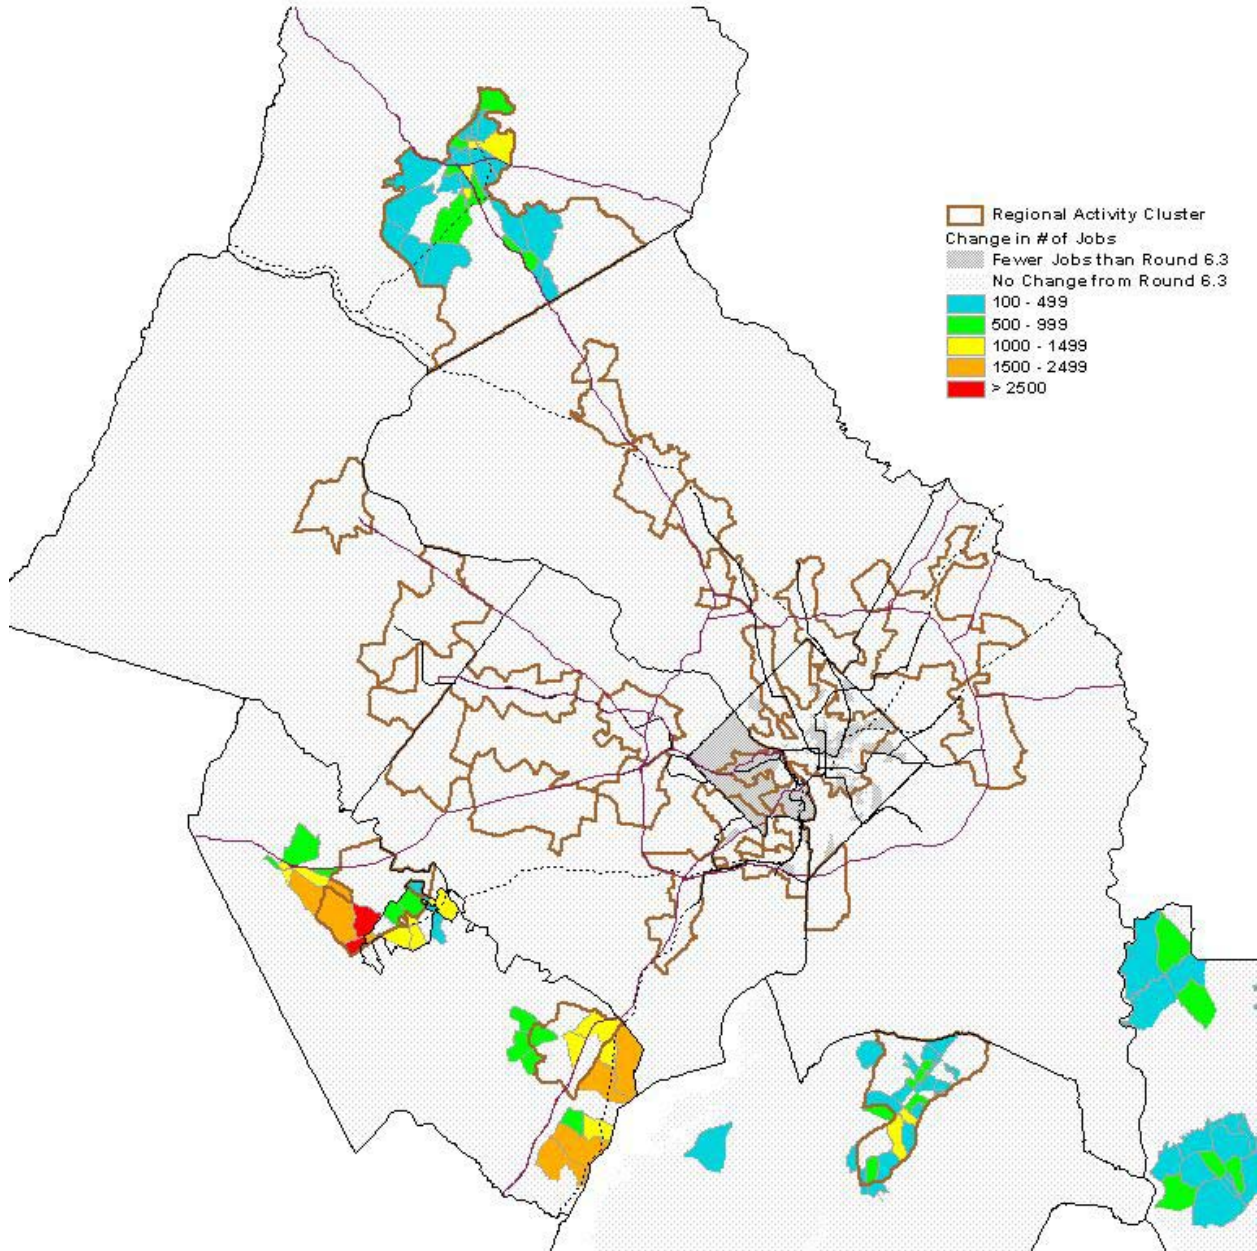 Regional Activity Cluster
Change in # of Jobs
Fewer Jobs than Round 6.3
No Change from Round 6.3
100 - 499
500 - 999
1000 - 1499
1500 - 2499
> 2500